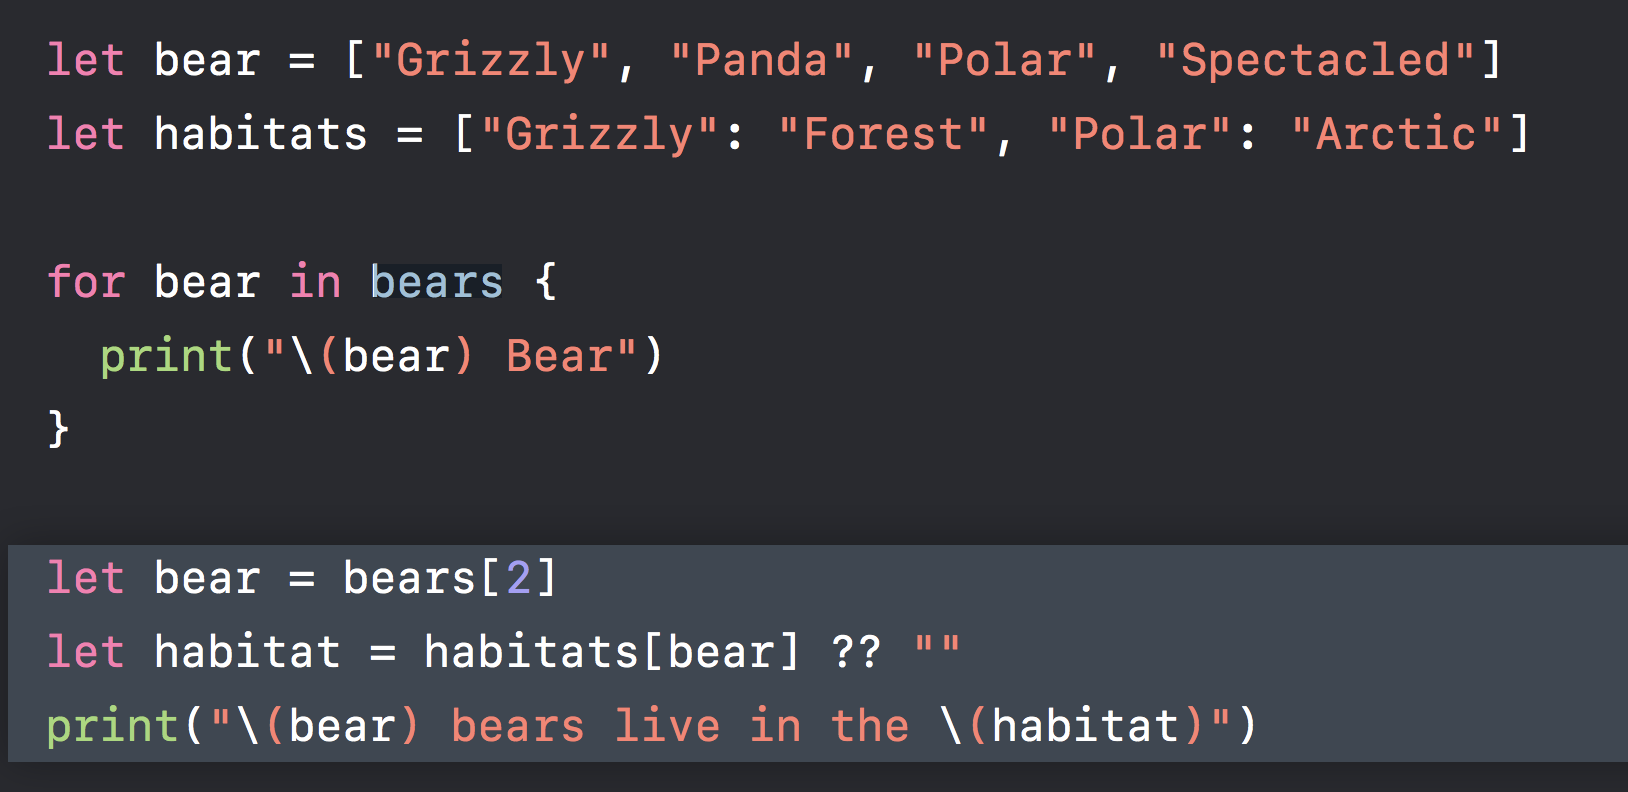 let bear = ["Grizzly", "Panda", "Polar", "Spectacled"]
let habitats = ["Grizzly": "Forest", "Polar": "Arctic"]
for bear in bears {
print("\(bear) Bear")
}
let bear = bears[2]
let habitat = habitats[bear] ?? ""
print("\(bear) bears live in the \(habitat)")